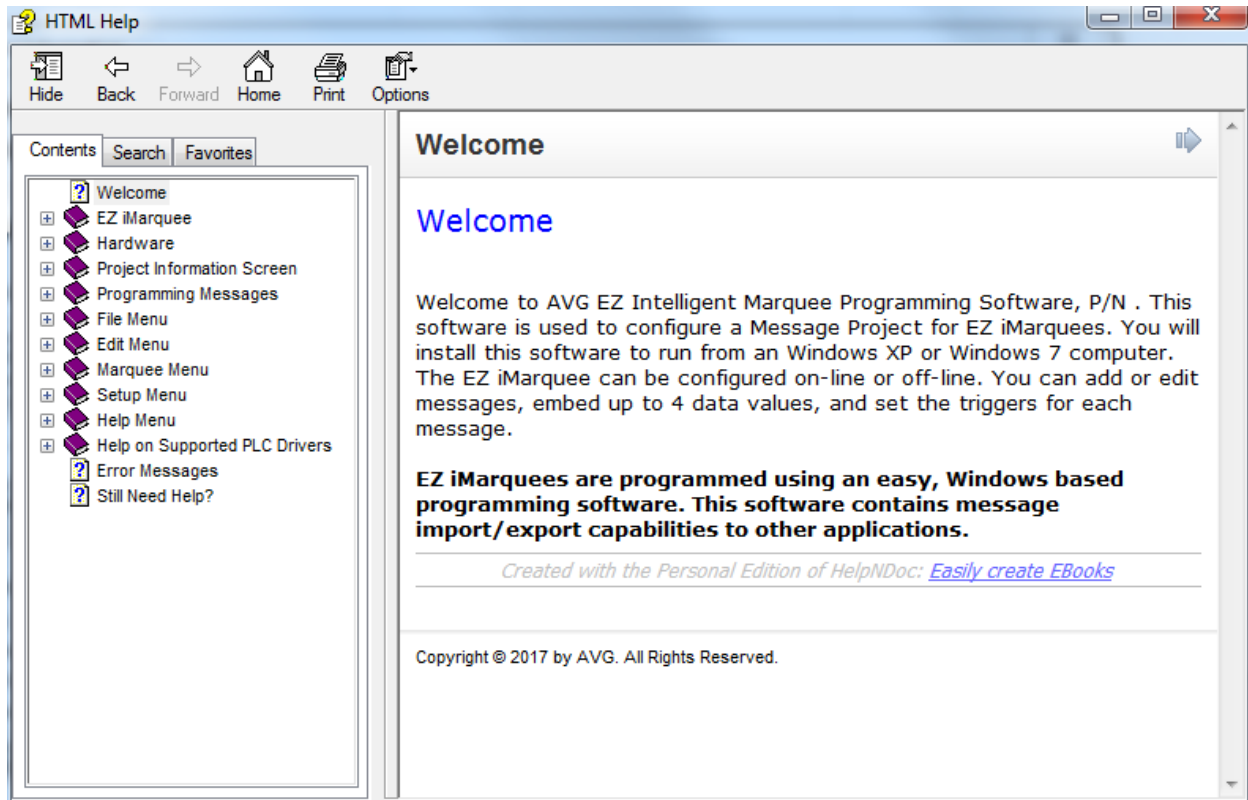 HTML Help
Hide Back Forward Home Print Options
Contents Search Favorites
Welcome
EZ iMarquee
Hardware
Project Information Screen
Programming Messages
File Menu
Edit Menu
Marquee Menu
Setup Menu
Help Menu
Help on Supported PLC Drivers
Error Messages
Still Need Help?
Welcome
Welcome
Welcome to AVG EZ Intelligent Marquee Programming Software, P/N . This
software is used to configure a Message Project for EZ iMarquees. You will
install this software to run from an Windows XP or Windows 7 computer.
The EZ iMarquee can be configured on-line or off-line. You can add or edit
messages, embed up to 4 data values, and set the triggers for each
message.
EZ iMarquees are programmed using an easy, Windows based
programming software. This software contains message
import/export capabilities to other applications.
Created with the Personal Edition of HelpNDoc: Easily create EBooks
Copyright © 2017 by AVG. All Rights Reserved.